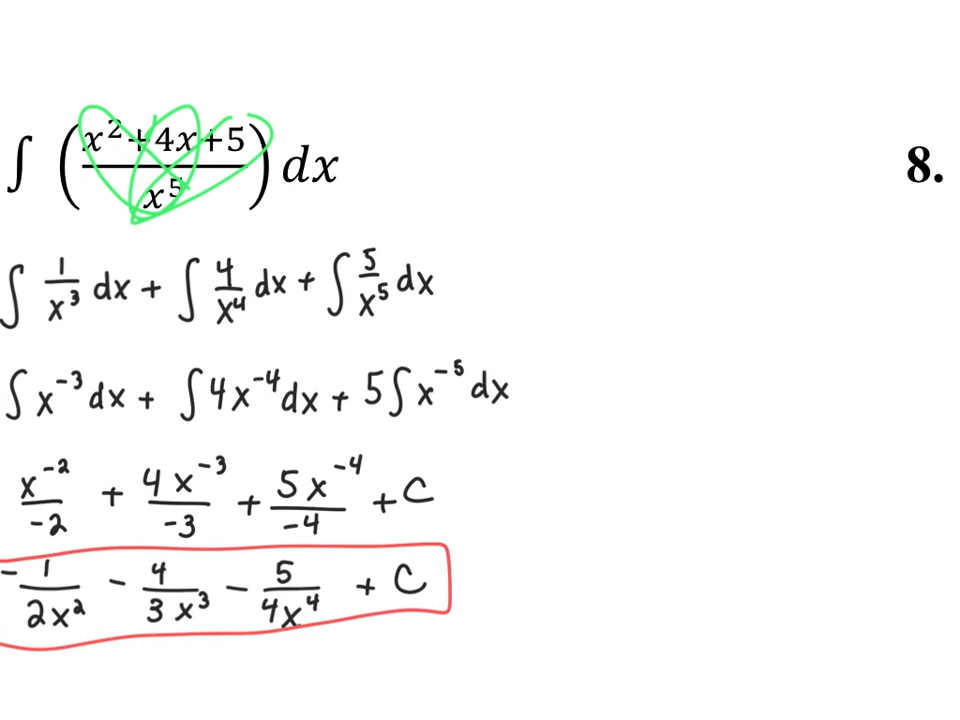 ∫ ((x² + 4x + 5)/x⁵) dx
8.
∫ 1/x³ dx + ∫ 4/x⁴ dx + ∫ 5/x⁵ dx
∫ x⁻³ dx + ∫ 4x⁻⁴ dx + 5∫ x⁻⁵ dx
x⁻²/-2 + 4x⁻³/-3 + 5x⁻⁴/-4 + C
- 1/2x² - 4/3x³ - 5/4x⁴ + C